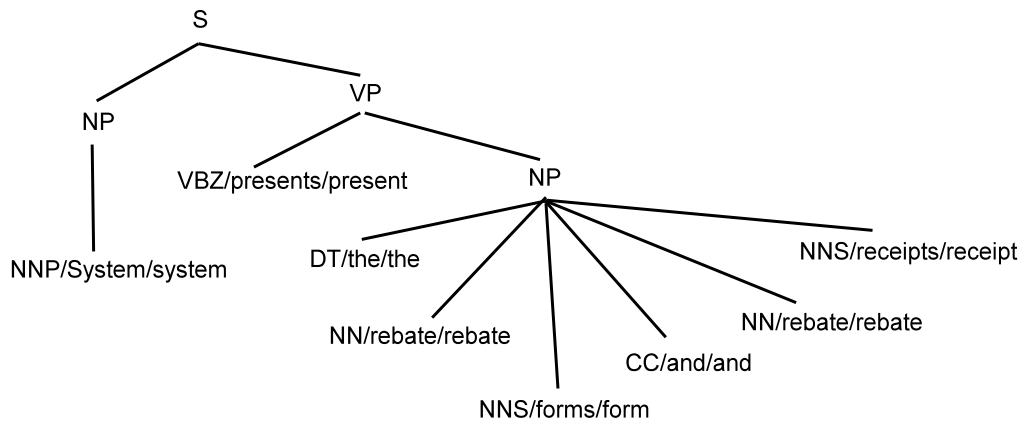 S
VP
NP
VBZ/presents/present
NP
NNP/System/system
DT/the/the
NNS/receipts/receipt
NN/rebate/rebate
NN/rebate/rebate
CC/and/and
NNS/forms/form